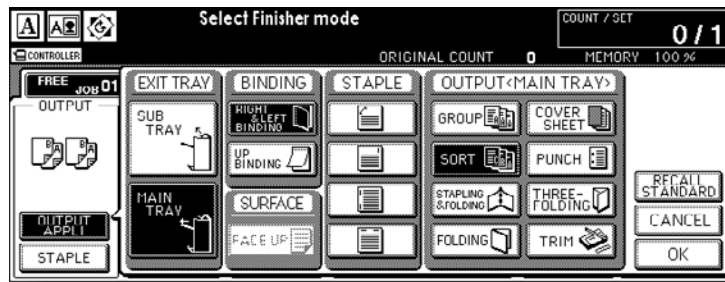 Select Finisher mode
COUNT / SET
0 / 1
CONTROLLER
ORIGINAL COUNT 0 MEMORY 100 %
FREE JOB 01
OUTPUT
OUTPUT APPLI
STAPLE
EXIT TRAY
SUB TRAY
MAIN TRAY
BINDING
RIGHT &LEFT BINDING
UP BINDING
SURFACE
FACE UP
STAPLE
OUTPUT<MAIN TRAY>
GROUP
COVER SHEET
SORT
PUNCH
STAPLING &FOLDING
THREE-FOLDING
FOLDING
TRIM
RECALL STANDARD
CANCEL
OK